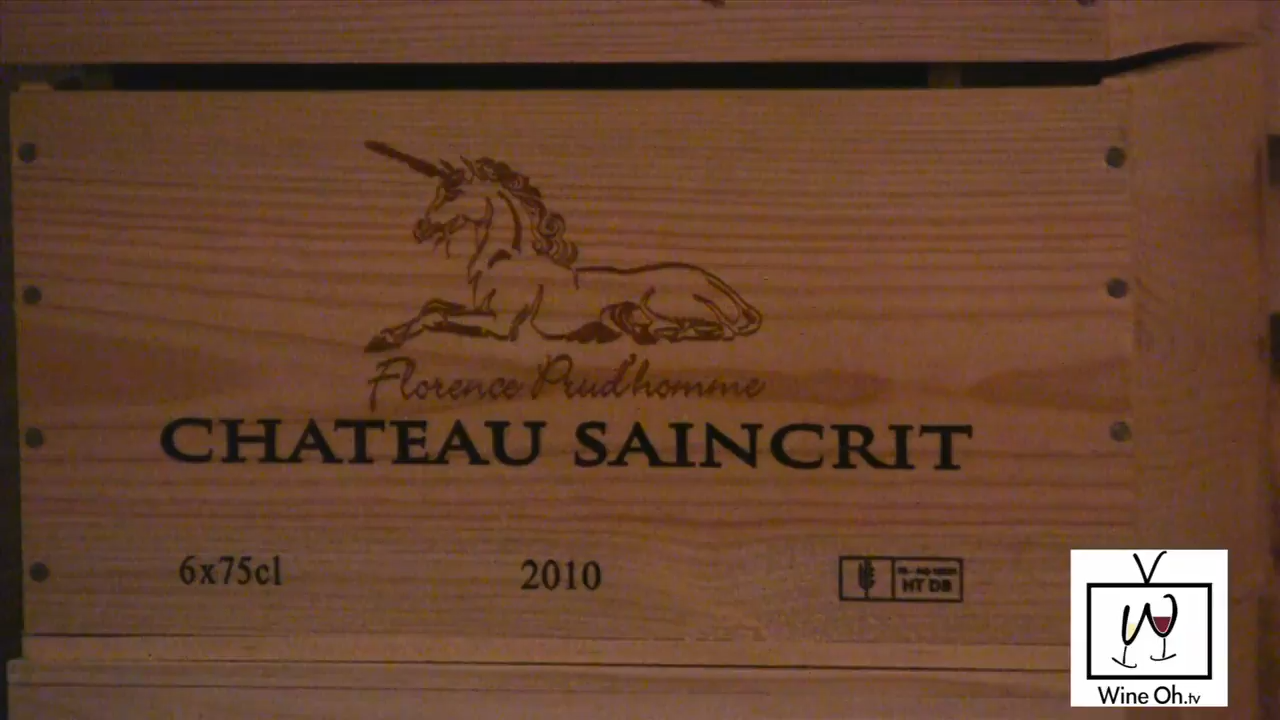 Florence Prud'homme
CHATEAU SAINCRIT
6x75cl
2010
HT DB
Wine Oh.tv